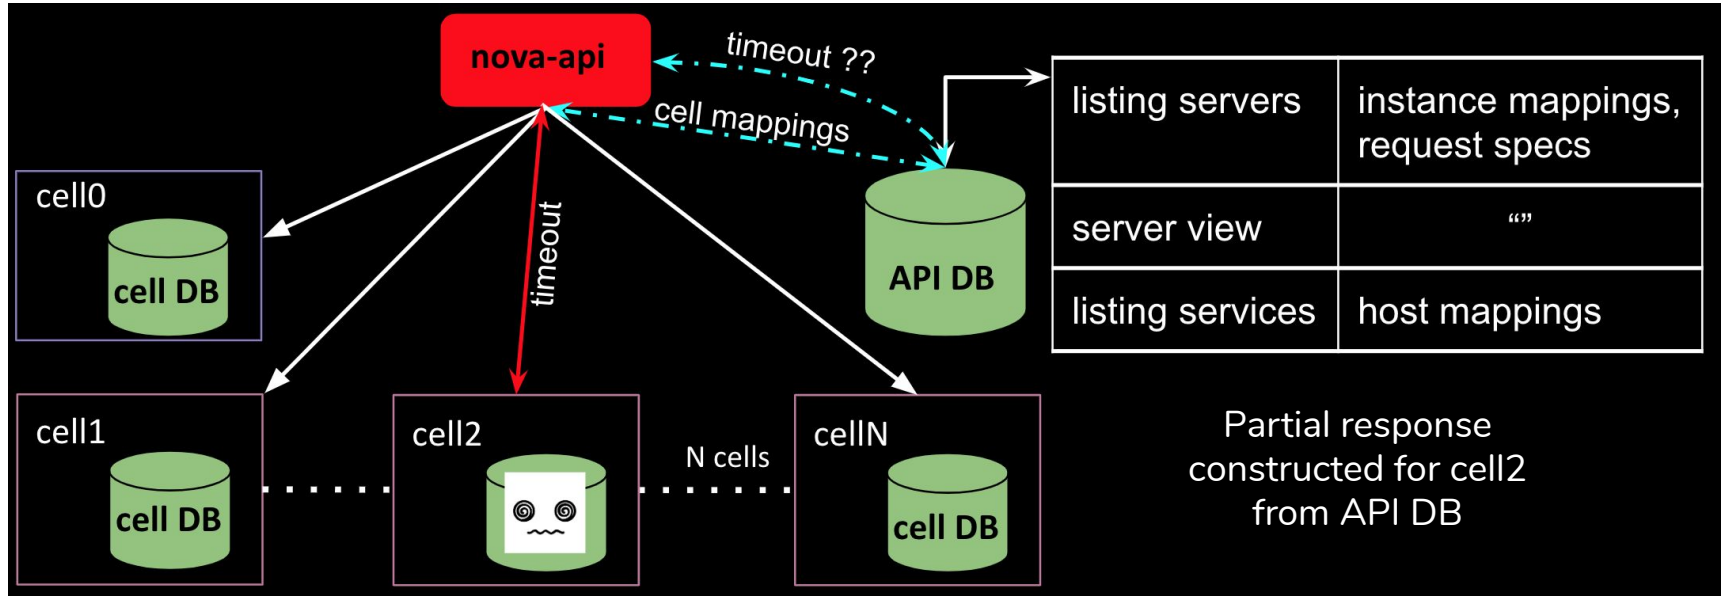 nova-api
timeout ??
cell mappings
timeout
cell0
cell DB
API DB
listing servers
instance mappings,
request specs
server view
“”
listing services
host mappings
cell1
cell DB
cell2
N cells
cellN
cell DB
Partial response
constructed for cell2
from API DB